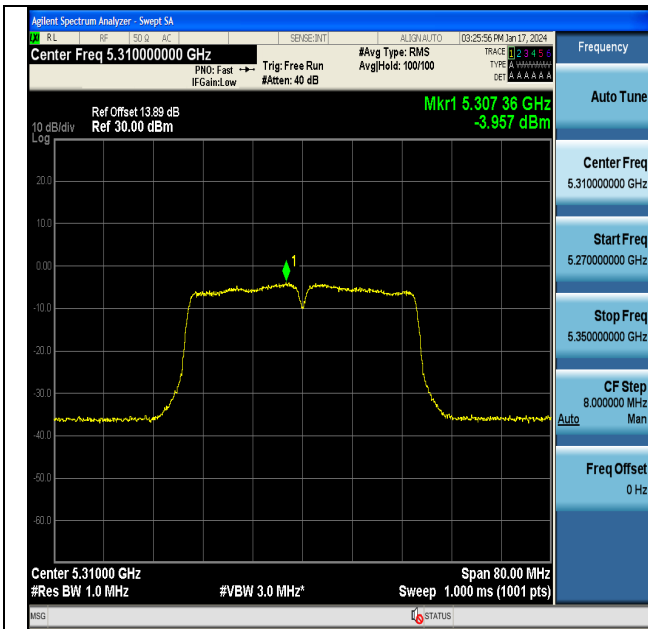 Agilent Spectrum Analyzer - Swept SA
LXI RL RF 50 Ω AC SENSE:INT ALIGN AUTO 03:25:56 PM Jan 17, 2024
Center Freq 5.310000000 GHz #Avg Type: RMS TRACE 1 2 3 4 5 6
PNO: Fast Trig: Free Run Avg|Hold: 100/100 TYPE A
IFGain:Low #Atten: 40 dB DET A A A A A A
Ref Offset 13.89 dB Mkr1 5.307 36 GHz
10 dB/div Ref 30.00 dBm -3.957 dBm
Log
20.0
10.0
0.00
1
-10.0
-20.0
-30.0
-40.0
-50.0
-60.0
Center 5.31000 GHz Span 80.00 MHz
#Res BW 1.0 MHz #VBW 3.0 MHz* Sweep 1.000 ms (1001 pts)
MSG STATUS
Frequency
Auto Tune
Center Freq
5.310000000 GHz
Start Freq
5.270000000 GHz
Stop Freq
5.350000000 GHz
CF Step
8.000000 MHz
Auto Man
Freq Offset
0 Hz